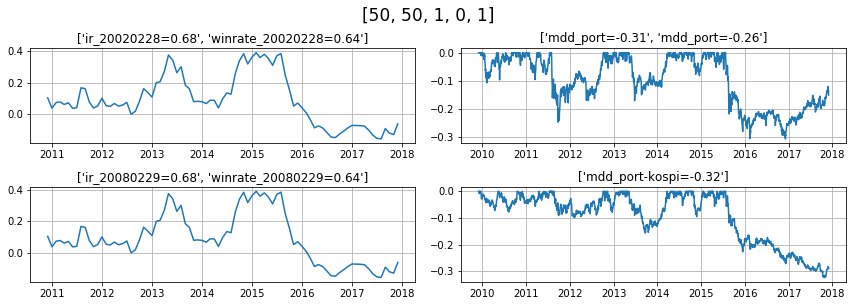 [50, 50, 1, 0, 1]
['ir_20020228=0.68', 'winrate_20020228=0.64']
0.4
0.2
0.0
2011 2012 2013 2014 2015 2016 2017 2018
['mdd_port=-0.31', 'mdd_port=-0.26']
0.0
−0.1
−0.2
−0.3
2010 2011 2012 2013 2014 2015 2016 2017 2018
['ir_20080229=0.68', 'winrate_20080229=0.64']
0.4
0.2
0.0
2011 2012 2013 2014 2015 2016 2017 2018
['mdd_port-kospi=-0.32']
0.0
−0.1
−0.2
−0.3
2010 2011 2012 2013 2014 2015 2016 2017 2018